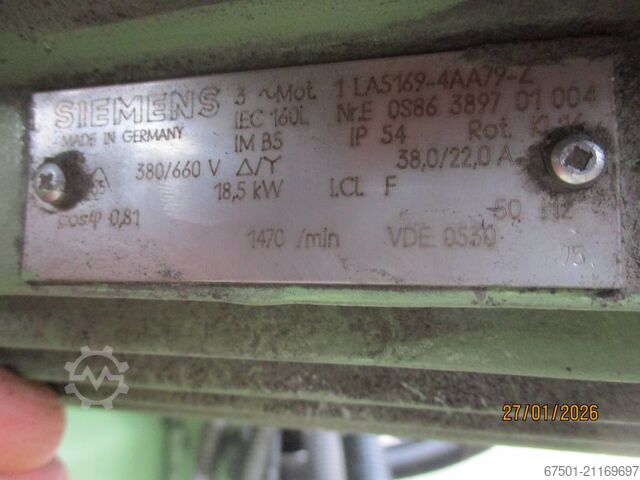 SIEMENS 3 ~Mot. 1 LA5169-4AA79-Z
MADE IN GERMANY IEC 160L Nr.E 0S86 3897 01 004
IM B5 IP 54 Rot. KL16
380/660 V Δ/Y 38,0/22,0 A
18,5 kW I.Cl. F
cosφ 0,81 50 Hz
1470 /min VDE 0530
27/01/2026
67501-21169697